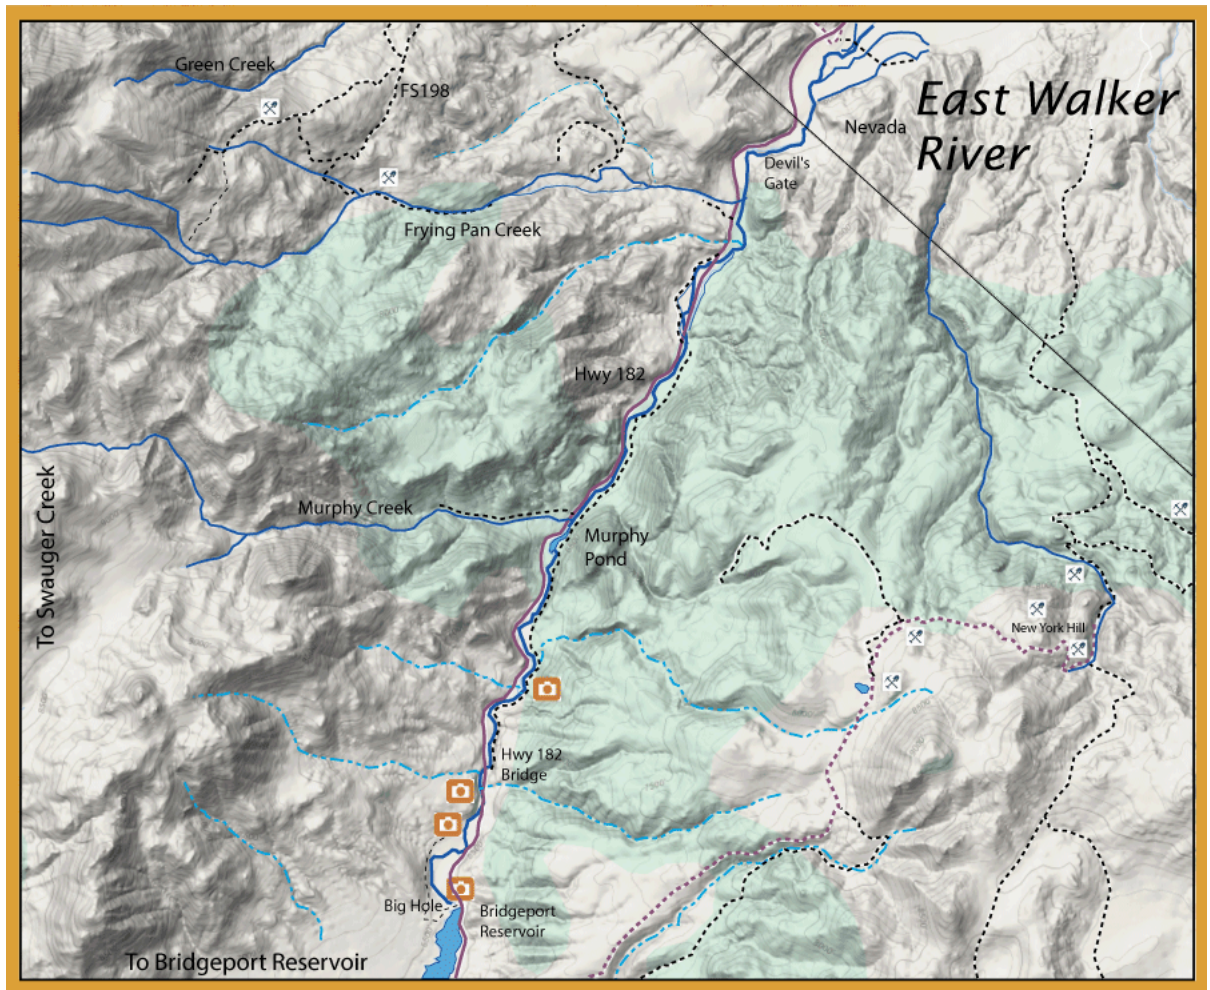 Green Creek
FS198
East Walker
River
Nevada
Devil's
Gate
Frying Pan Creek
Hwy 182
To Swauger Creek
Murphy Creek
Murphy
Pond
New York Hill
Hwy 182
Bridge
Big Hole
Bridgeport
Reservoir
To Bridgeport Reservoir